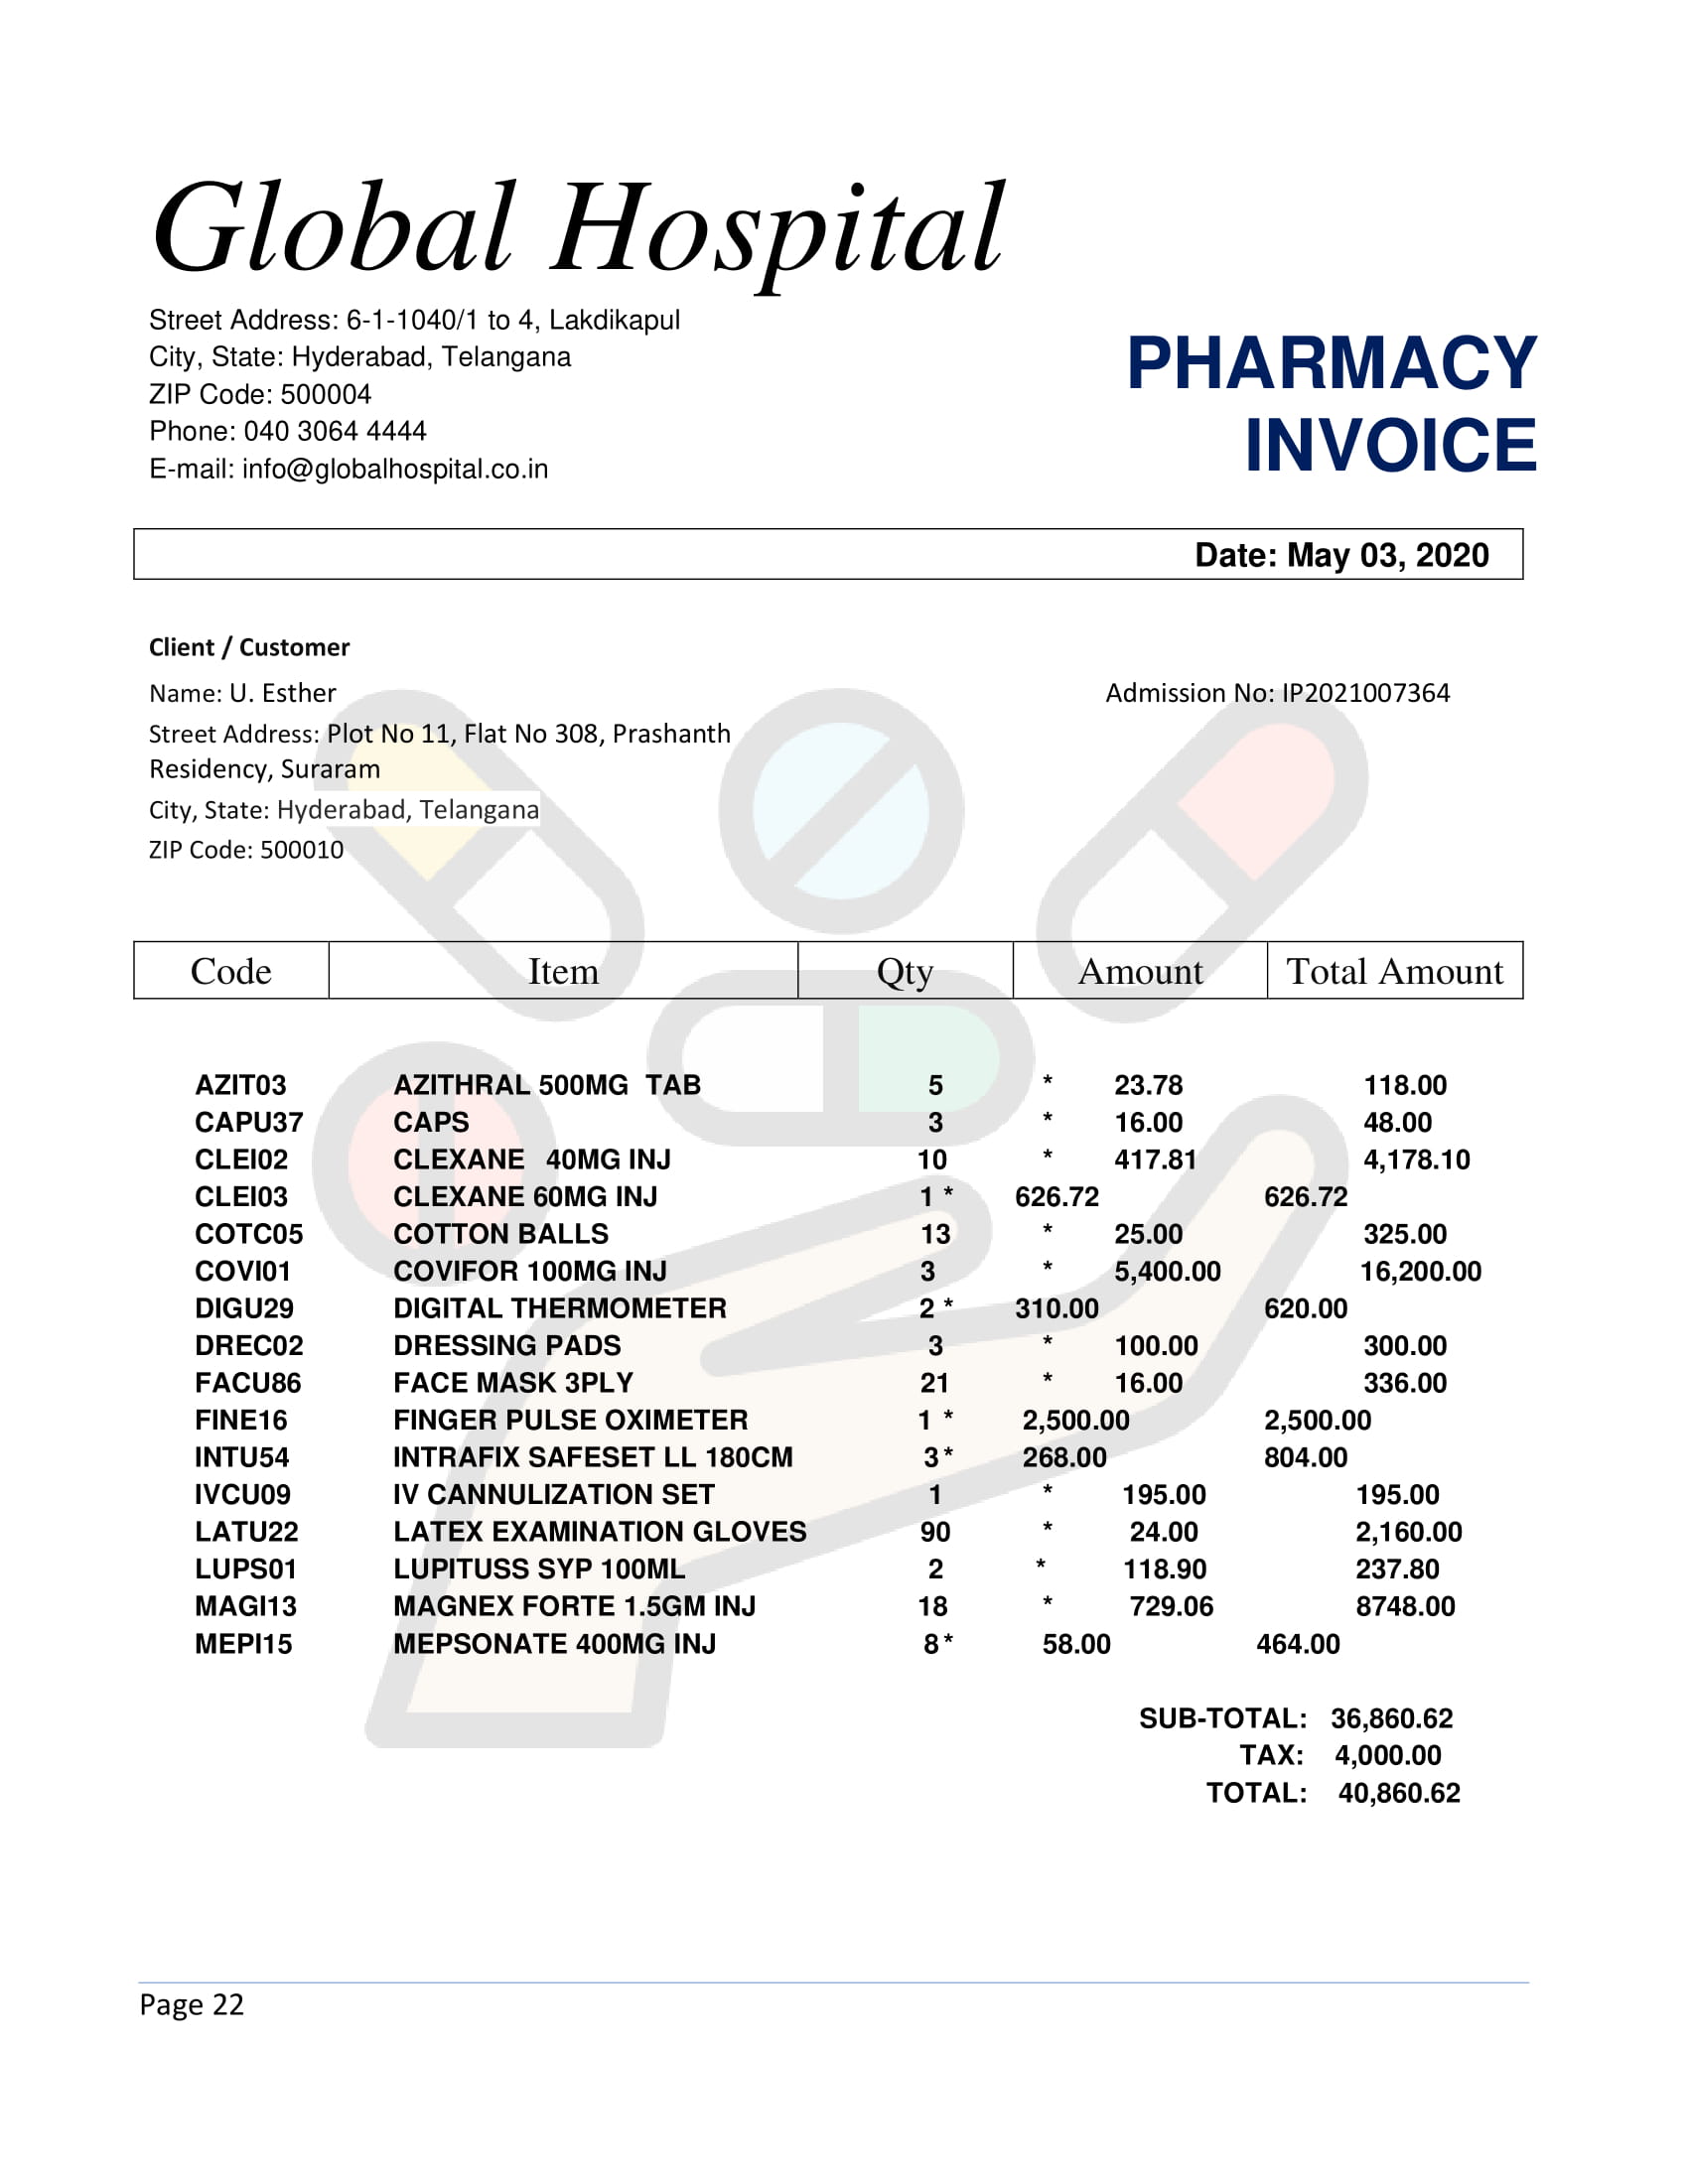 Global Hospital
Street Address: 6-1-1040/1 to 4, Lakdikapul
City, State: Hyderabad, Telangana
ZIP Code: 500004
Phone: 040 3064 4444
E-mail: info@globalhospital.co.in
PHARMACY
INVOICE
Date: May 03, 2020
Client / Customer
Name: U. Esther
Admission No: IP2021007364
Street Address: Plot No 11, Flat No 308, Prashanth
Residency, Suraram
City, State: Hyderabad, Telangana
ZIP Code: 500010
Code Item Qty Amount Total Amount
AZIT03 AZITHRAL 500MG TAB 5 * 23.78 118.00
CAPU37 CAPS 3 * 16.00 48.00
CLEI02 CLEXANE 40MG INJ 10 * 417.81 4,178.10
CLEI03 CLEXANE 60MG INJ 1 * 626.72 626.72
COTC05 COTTON BALLS 13 * 25.00 325.00
COVI01 COVIFOR 100MG INJ 3 * 5,400.00 16,200.00
DIGU29 DIGITAL THERMOMETER 2 * 310.00 620.00
DREC02 DRESSING PADS 3 * 100.00 300.00
FACU86 FACE MASK 3PLY 21 * 16.00 336.00
FINE16 FINGER PULSE OXIMETER 1 * 2,500.00 2,500.00
INTU54 INTRAFIX SAFESET LL 180CM 3 * 268.00 804.00
IVCU09 IV CANNULIZATION SET 1 * 195.00 195.00
LATU22 LATEX EXAMINATION GLOVES 90 * 24.00 2,160.00
LUPS01 LUPITUSS SYP 100ML 2 * 118.90 237.80
MAGI13 MAGNEX FORTE 1.5GM INJ 18 * 729.06 8748.00
MEPI15 MEPSONATE 400MG INJ 8 * 58.00 464.00
SUB-TOTAL: 36,860.62
TAX: 4,000.00
TOTAL: 40,860.62
Page 22